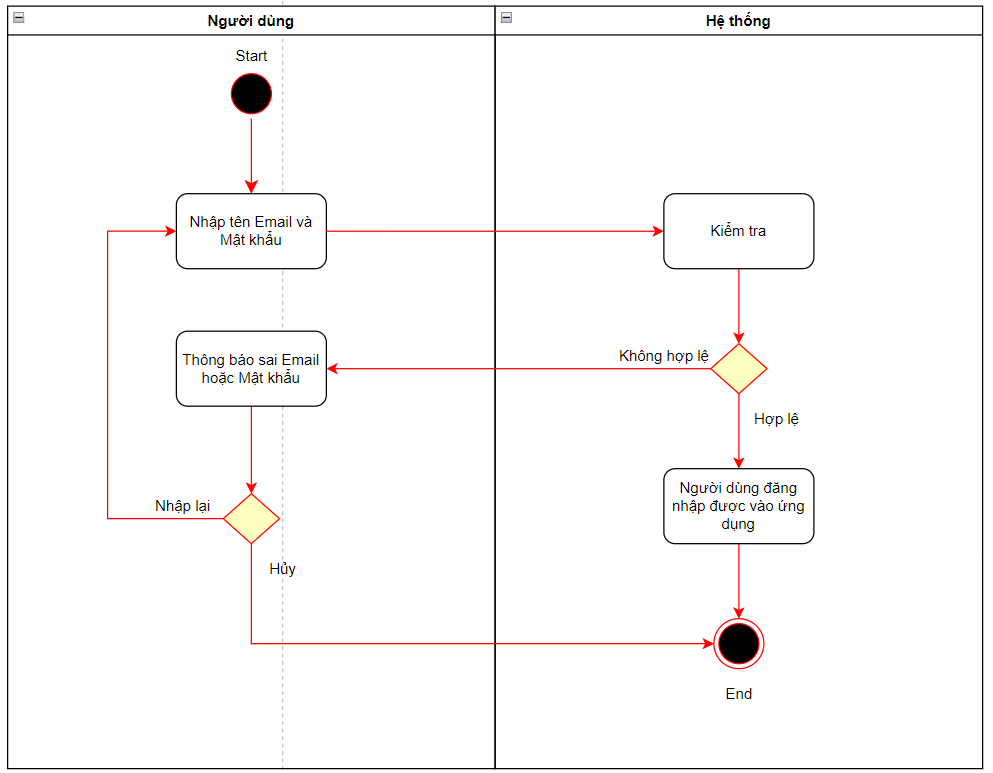 Người dùng
Hệ thống
Start
Nhập tên Email và
Mật khẩu
Kiểm tra
Thông báo sai Email
hoặc Mật khẩu
Không hợp lệ
Hợp lệ
Người dùng đăng
nhập được vào ứng
dụng
Nhập lại
Hủy
End